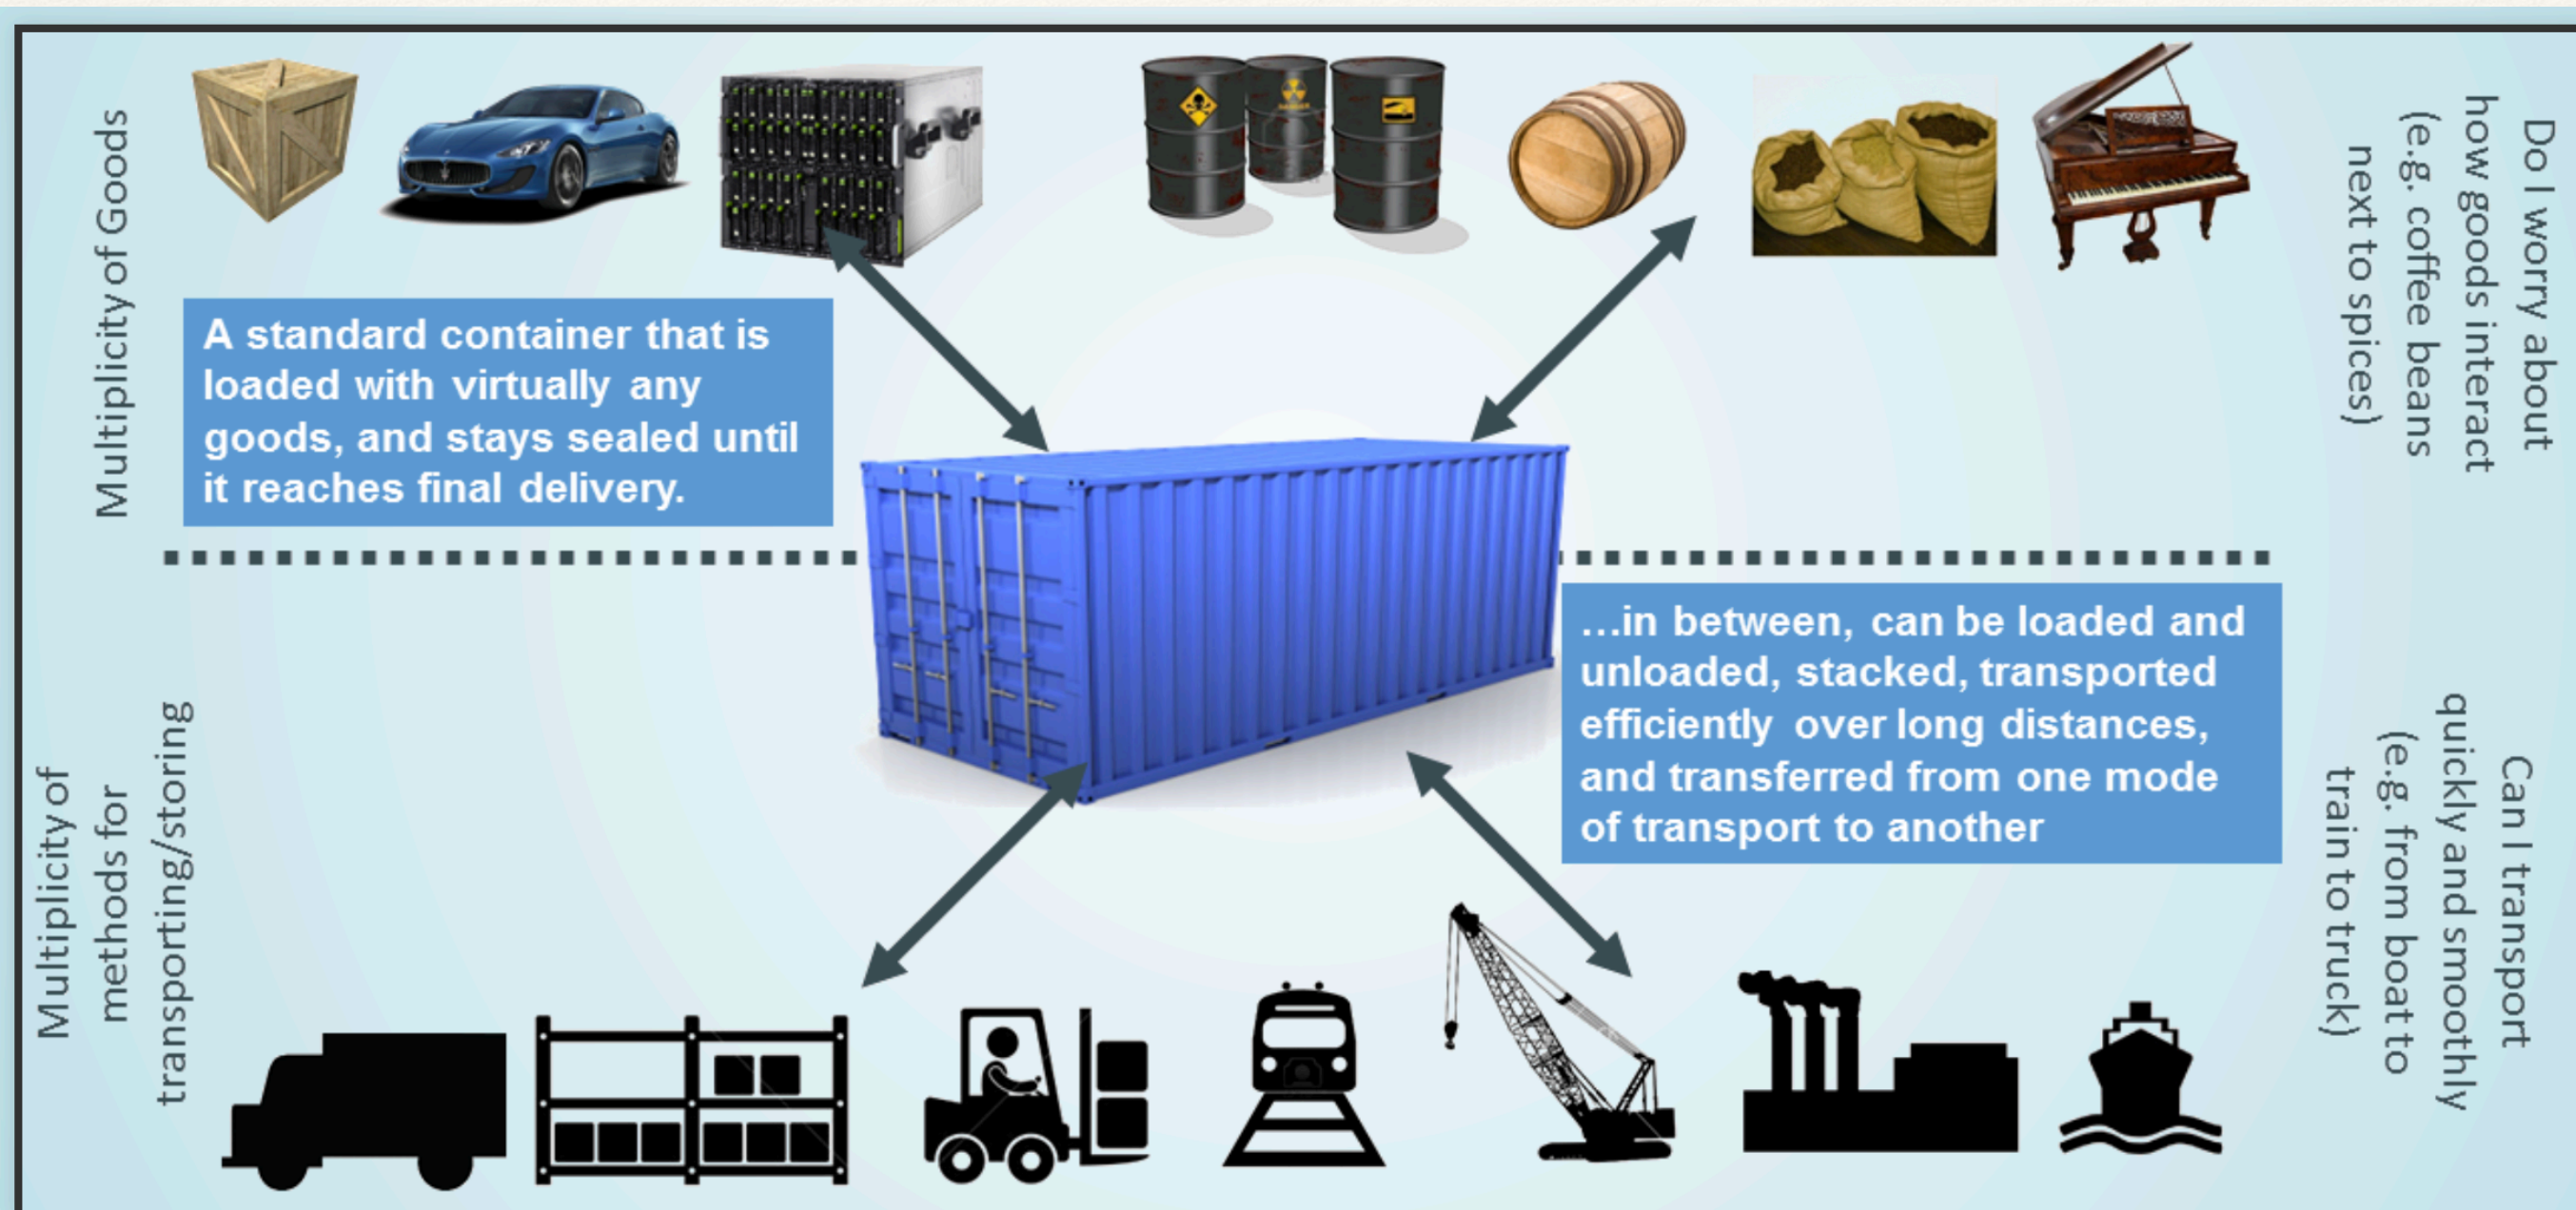 Multiplicity of Goods
Do I worry about
how goods interact
(e.g. coffee beans
next to spices)
A standard container that is
loaded with virtually any
goods, and stays sealed until
it reaches final delivery.
...in between, can be loaded and
unloaded, stacked, transported
efficiently over long distances,
and transferred from one mode
of transport to another
Multiplicity of
methods for
transporting/storing
Can I transport
quickly and smoothly
(e.g. from boat to
train to truck)